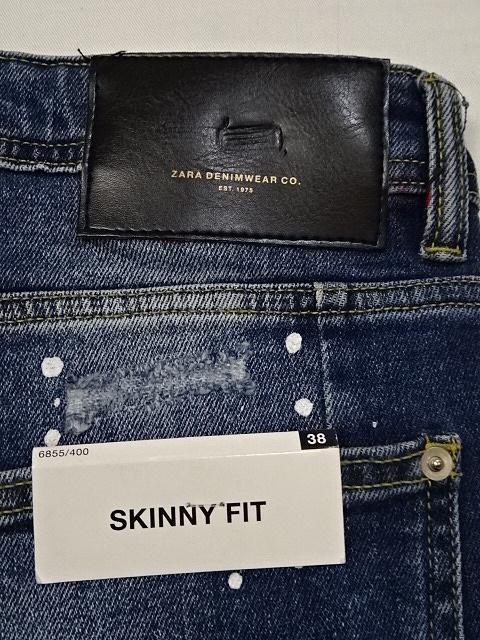 ZARA DENIMWEAR CO.
EST. 1975
6855/400
38
SKINNY FIT